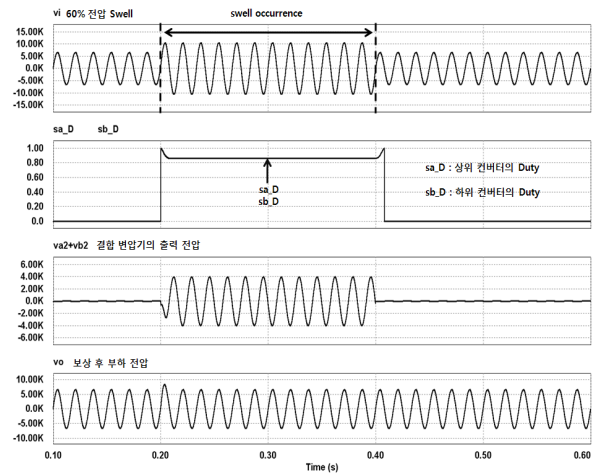 vi 60% 전압 Swell
swell occurrence
15.00K
10.00K
5.00K
0.0K
-5.00K
-10.00K
-15.00K
sa_D sb_D
1.00
0.80
0.60
0.40
0.20
0.0
sa_D
sb_D
sa_D : 상위 컨버터의 Duty
sb_D : 하위 컨버터의 Duty
va2+vb2 결합 변압기의 출력 전압
6.00K
4.00K
2.00K
0.0K
-2.00K
-4.00K
-6.00K
vo 보상 후 부하 전압
10.00K
5.00K
0.0K
-5.00K
-10.00K
0.10 0.20 0.30 0.40 0.50 0.60
Time (s)